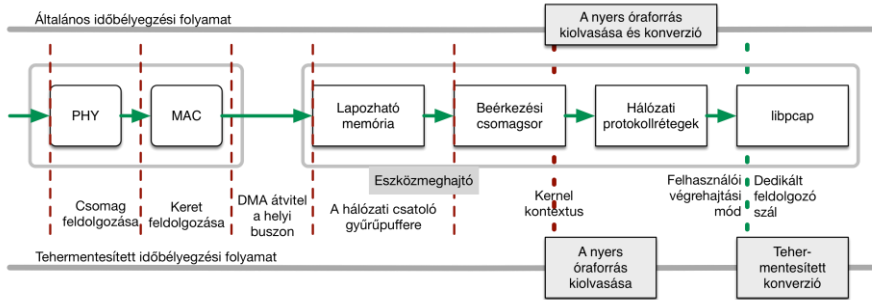 Általános időbélyegzési folyamat
A nyers óraforrás
kiolvasása és konverzió
PHY
MAC
Lapozható
memória
Beérkezési
csomagsor
Hálózati
protokollrétegek
libpcap
Eszközmeghajtó
Csomag
feldolgozása
Keret
feldolgozása
DMA átvitel
a helyi
buszon
A hálózati csatoló
gyűrűpuffere
Kernel
kontextus
Felhasználói
végrehajtási
mód
Dedikált
feldolgozó
szál
Tehermentesített időbélyegzési folyamat
A nyers
óraforrás
kiolvasása
Teher-
mentesített
konverzió